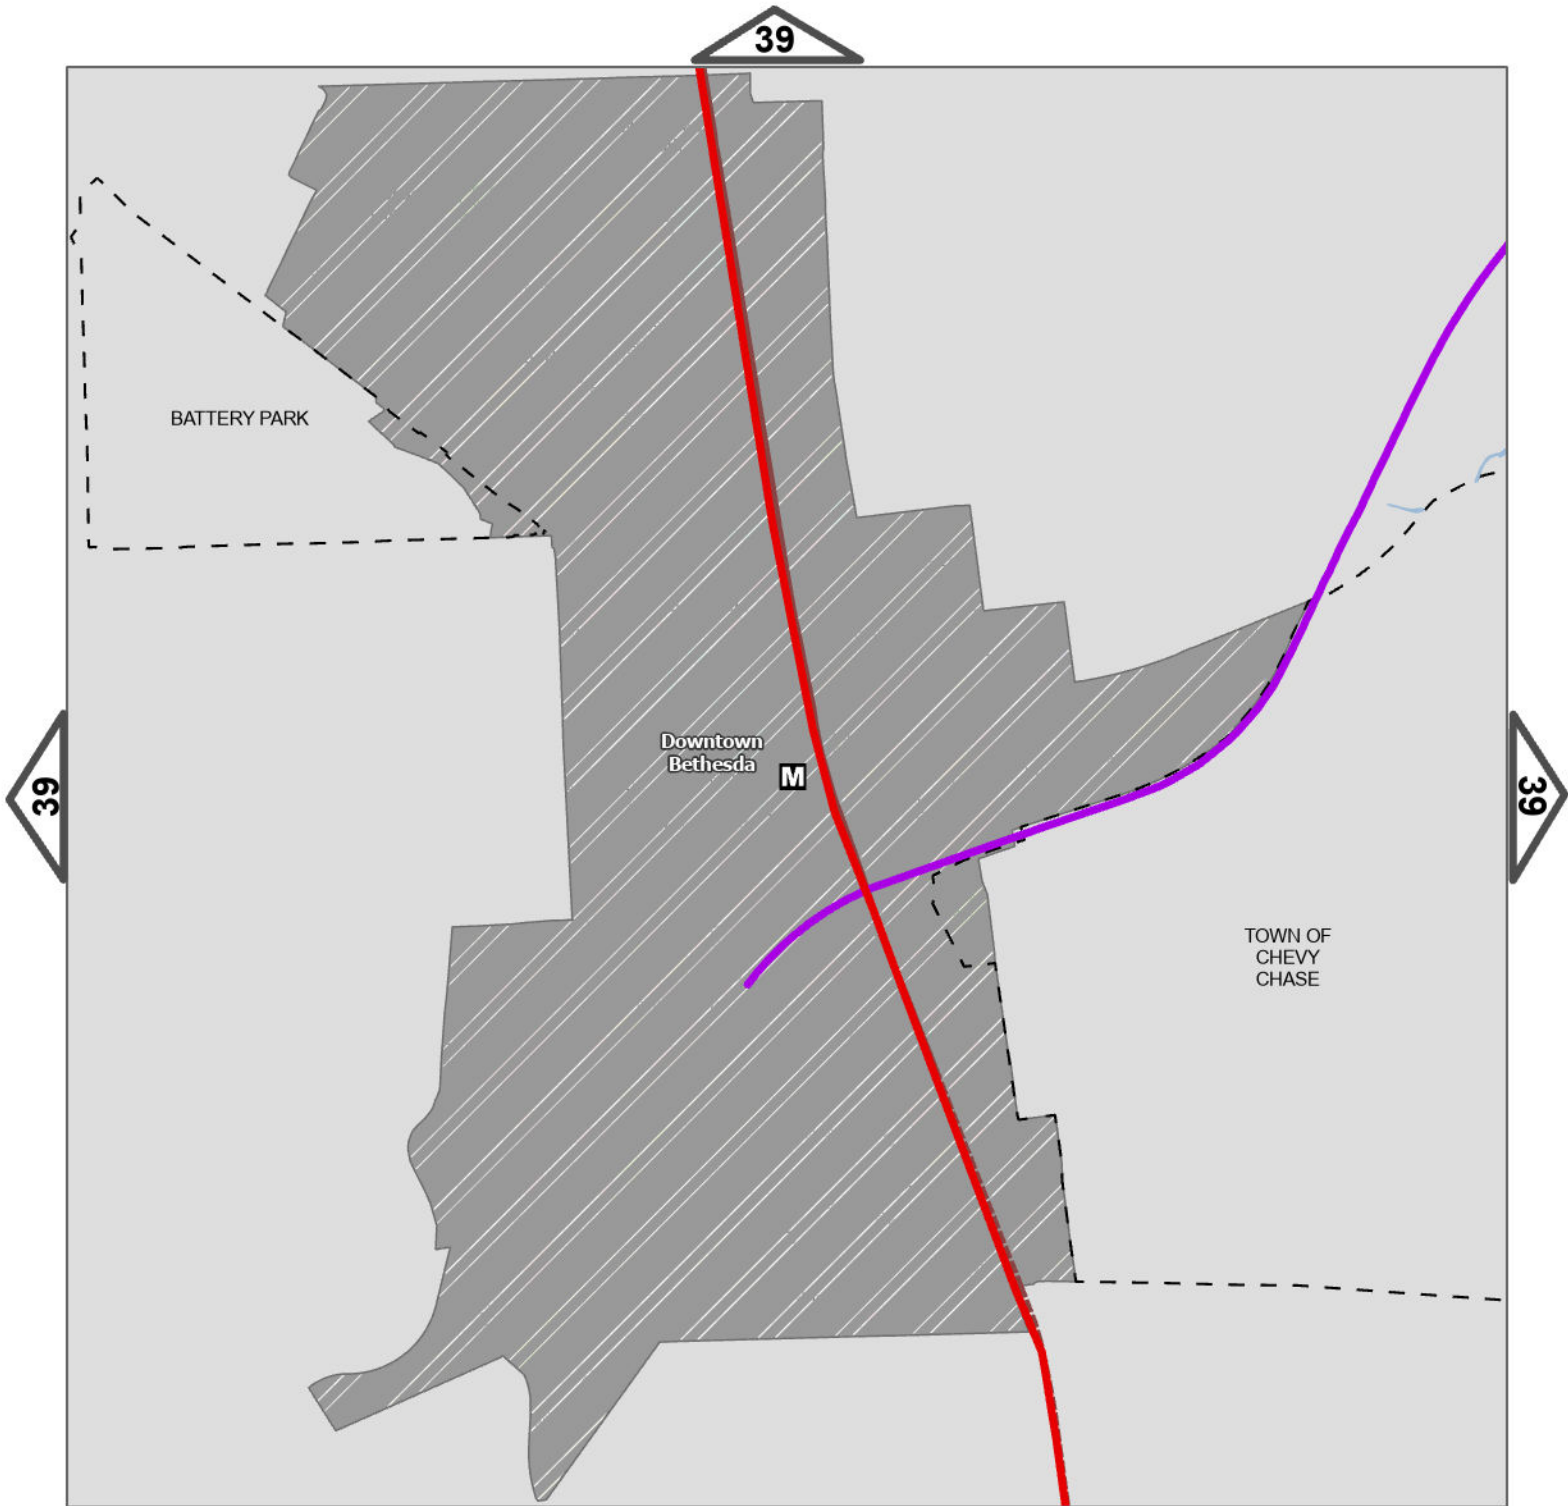 39
BATTERY PARK
Downtown
Bethesda
M
39
39
TOWN OF
CHEVY
CHASE